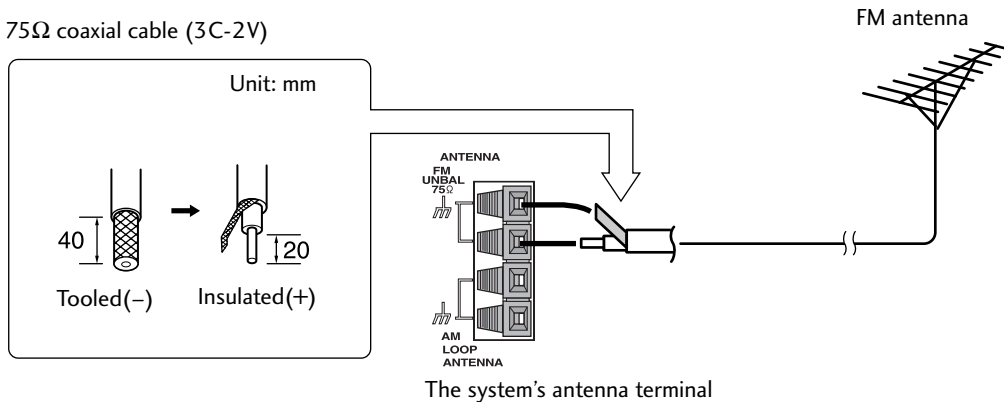 75Ω coaxial cable (3C-2V)
FM antenna
Unit: mm
40
20
Tooled(–)
Insulated(+)
ANTENNA
FM
UNBAL
75Ω
AM
LOOP
ANTENNA
The system's antenna terminal